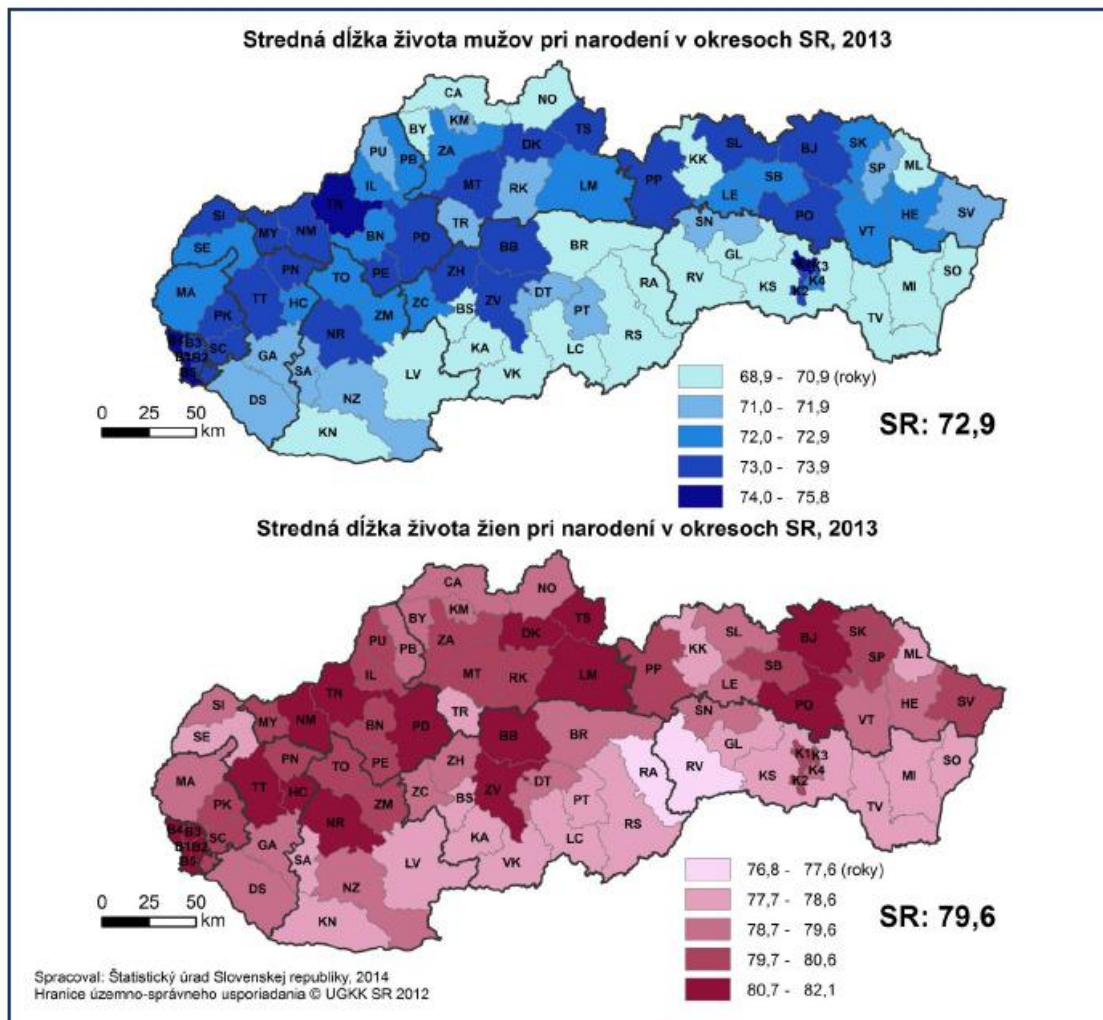 Stredná dĺžka života mužov pri narodení v okresoch SR, 2013
CA
NO
BY
KM
TS
PU
PB
ZA
DK
KK
SL
BJ
SK
ML
IL
MT
RK
LM
PP
SB
SP
TN
TR
LE
HE
SV
SI
MY
NM
BN
PD
PO
VT
SE
BB
BR
SN
PN
PE
ZH
GL
SO
TO
RV
K3
MA
TT
HC
ZC
DT
RA
KS
K4
MI
PK
ZM
BS
ZV
PT
K2
TV
NR
B3
SC
GA
KA
LC
RS
B2
SA
LV
VK
B5
DS
NZ
KN
0 25 50
km
68,9 - 70,9 (roky)
71,0 - 71,9
72,0 - 72,9
73,0 - 73,9
74,0 - 75,8
SR: 72,9
Stredná dĺžka života žien pri narodení v okresoch SR, 2013
CA
NO
BY
KM
TS
PU
PB
ZA
DK
KK
SL
BJ
SK
ML
IL
MT
RK
LM
PP
SB
SP
TN
TR
LE
HE
SV
SI
MY
NM
BN
PD
PO
VT
SE
BB
BR
SN
PN
PE
ZH
GL
SO
TO
RV
K1
K3
MA
TT
HC
ZC
DT
RA
KS
K4
MI
PK
ZM
BS
ZV
PT
K2
TV
NR
B4
B3
SC
GA
KA
LC
RS
B1
B2
SA
LV
VK
B5
DS
NZ
KN
0 25 50
km
76,8 - 77,6 (roky)
77,7 - 78,6
78,7 - 79,6
79,7 - 80,6
80,7 - 82,1
SR: 79,6
Spracoval: Štatistický úrad Slovenskej republiky, 2014
Hranice územno-správneho usporiadania © UGKK SR 2012